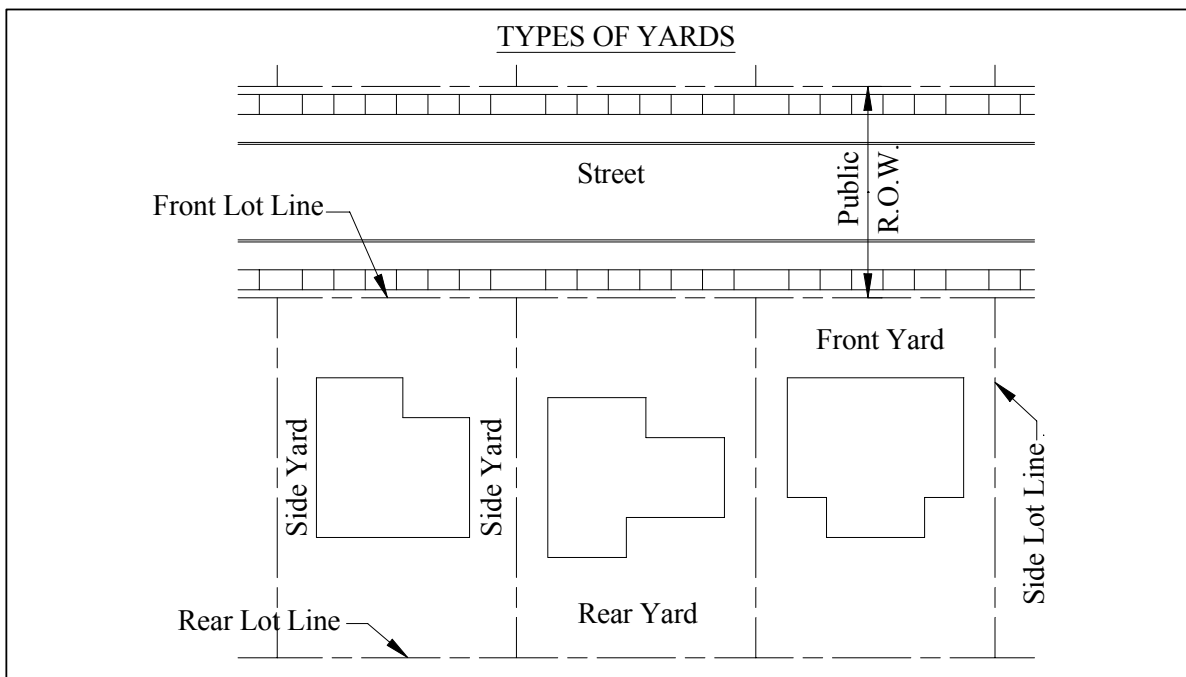 TYPES OF YARDS
Street
Public
R.O.W.
Front Lot Line
Front Yard
Side Yard
Side Yard
Side Lot Line
Rear Yard
Rear Lot Line